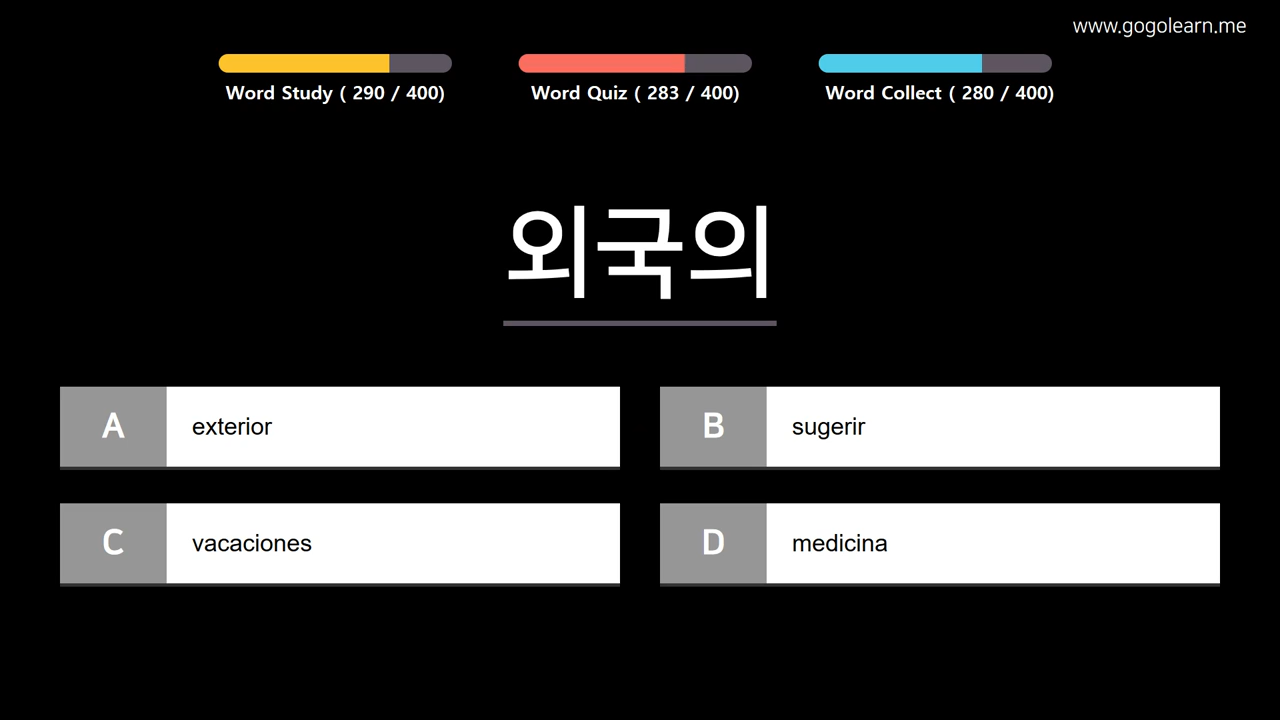 www.gogolearn.me
Word Study ( 290 / 400)
Word Quiz ( 283 / 400)
Word Collect ( 280 / 400)
외국의
A exterior
B sugerir
C vacaciones
D medicina